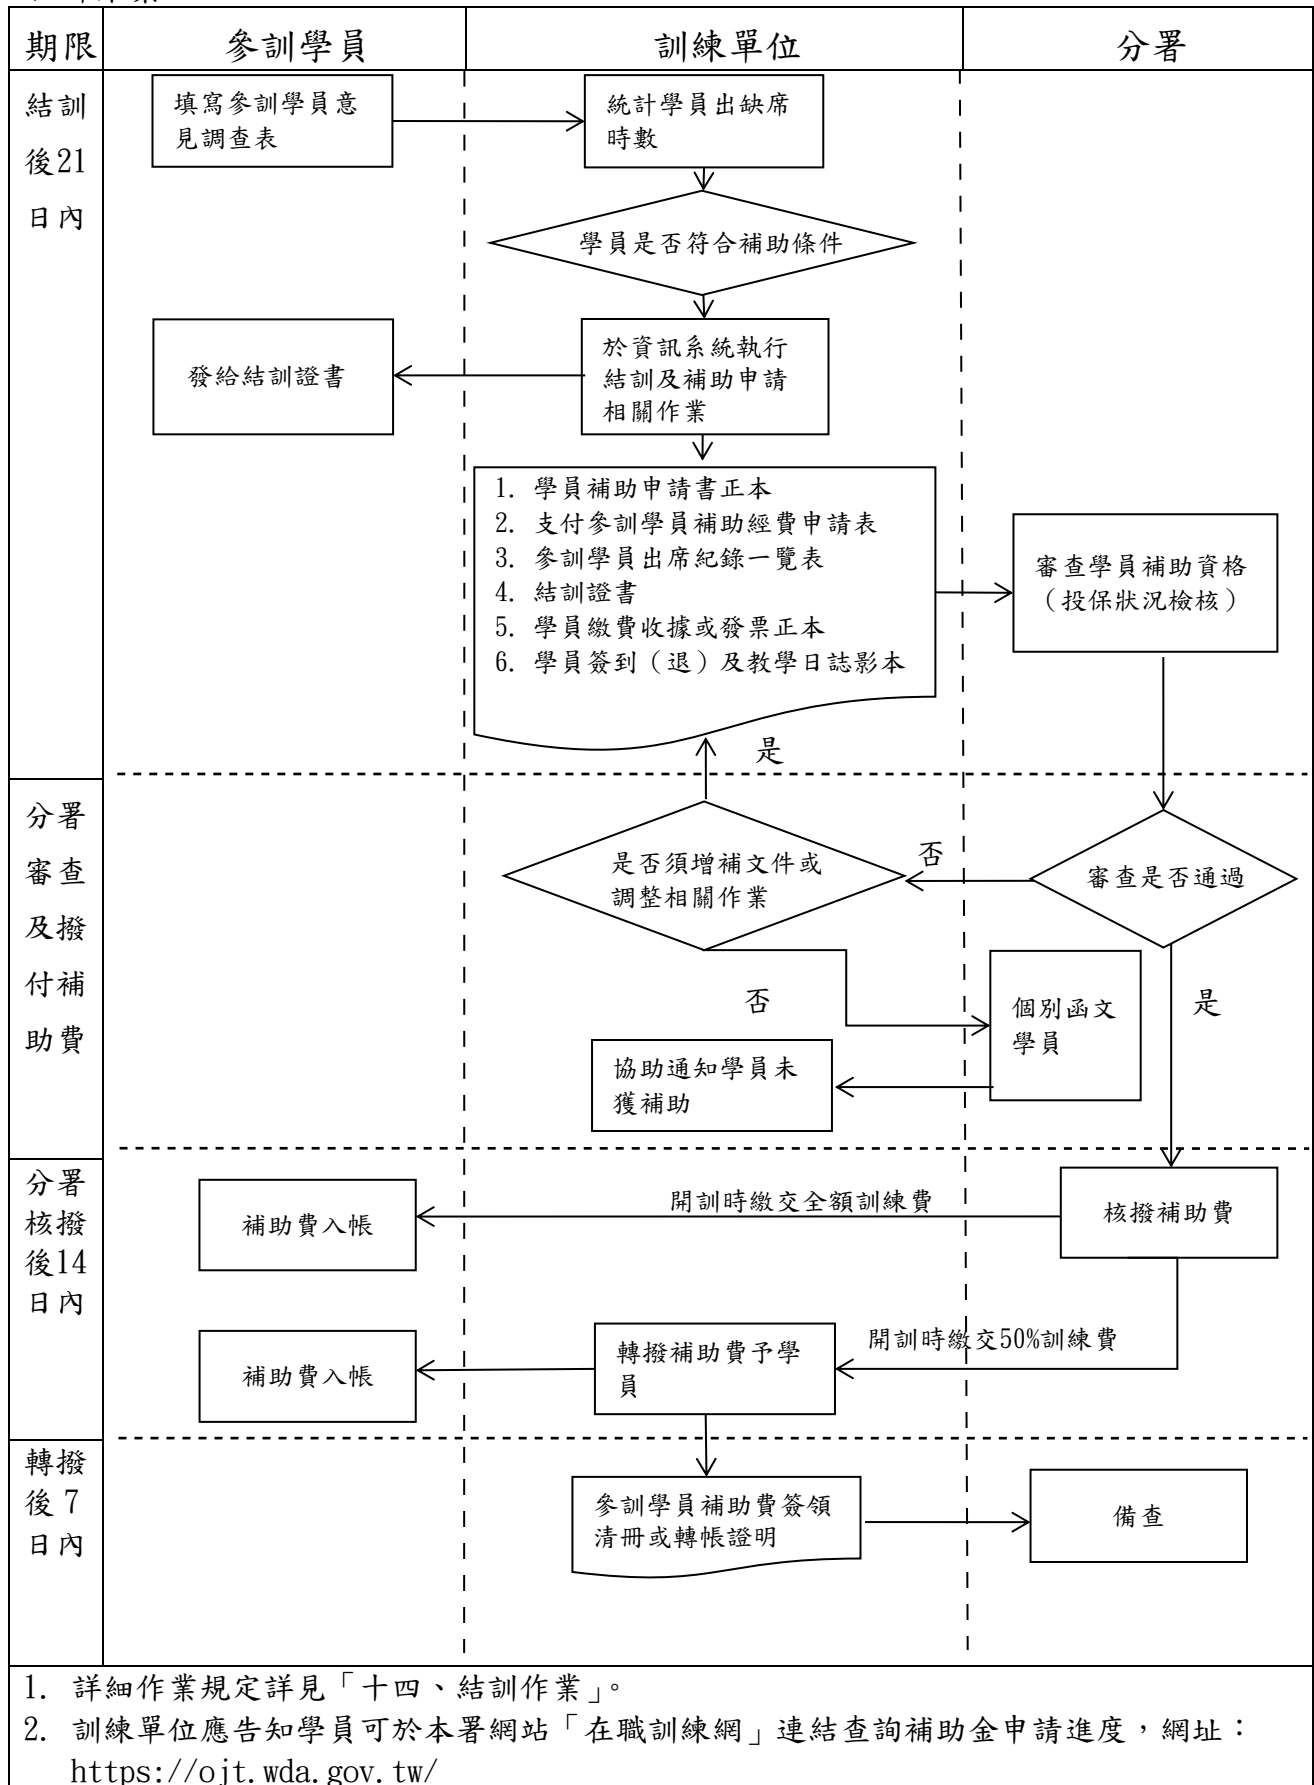 期限
參訓學員
訓練單位
分署
結訓
後21
日內
填寫參訓學員意
見調查表
統計學員出缺席
時數
學員是否符合補助條件
於資訊系統執行
結訓及補助申請
相關作業
發給結訓證書
1. 學員補助申請書正本
2. 支付參訓學員補助經費申請表
3. 參訓學員出席紀錄一覽表
4. 結訓證書
5. 學員繳費收據或發票正本
6. 學員簽到（退）及教學日誌影本
審查學員補助資格
（投保狀況檢核）
是
分署
審查
及撥
付補
助費
是否須增補文件或
調整相關作業
否
審查是否通過
否
是
個別函文
學員
協助通知學員未
獲補助
分署
核撥
後14
日內
補助費入帳
開訓時繳交全額訓練費
核撥補助費
補助費入帳
轉撥補助費予學
員
開訓時繳交50%訓練費
轉撥
後 7
日內
參訓學員補助費簽領
清冊或轉帳證明
備查
1. 詳細作業規定詳見「十四、結訓作業」。
2. 訓練單位應告知學員可於本署網站「在職訓練網」連結查詢補助金申請進度，網址：
https://ojt.wda.gov.tw/